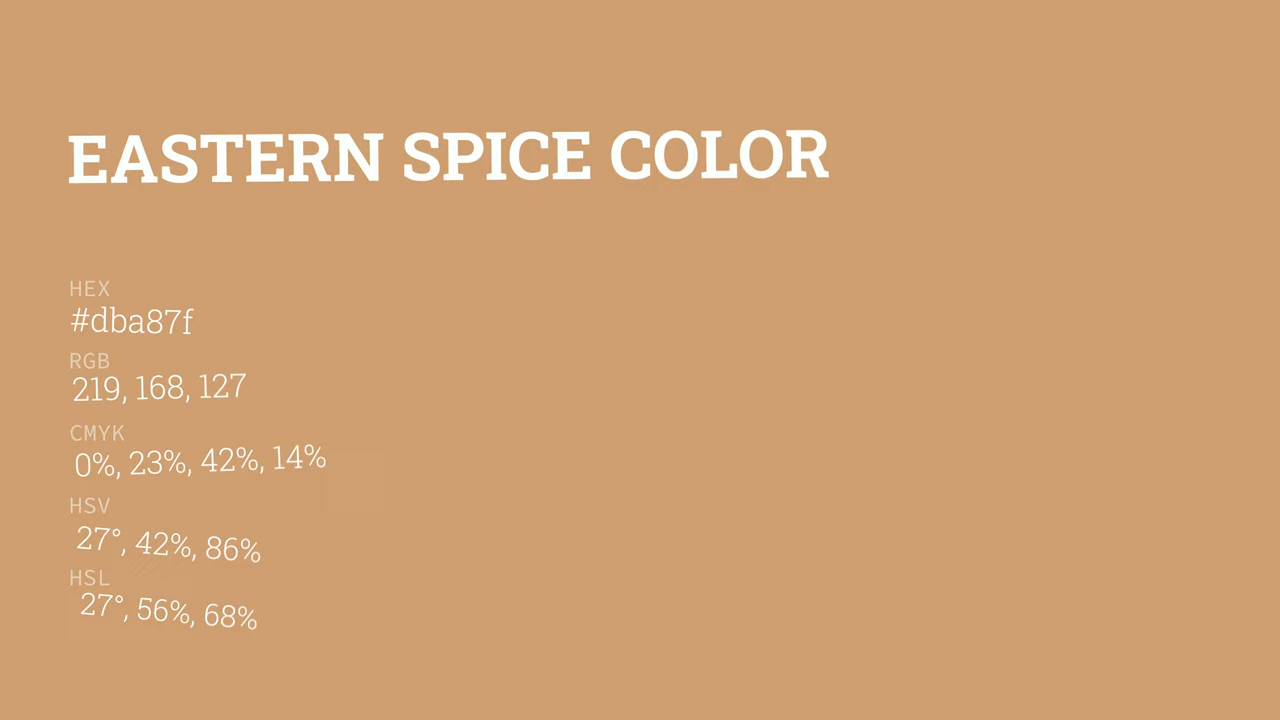 EASTERN SPICE COLOR
HEX
#dba87f
RGB
219, 168, 127
CMYK
0%, 23%, 42%, 14%
HSV
27°, 42%, 86%
HSL
27°, 56%, 68%